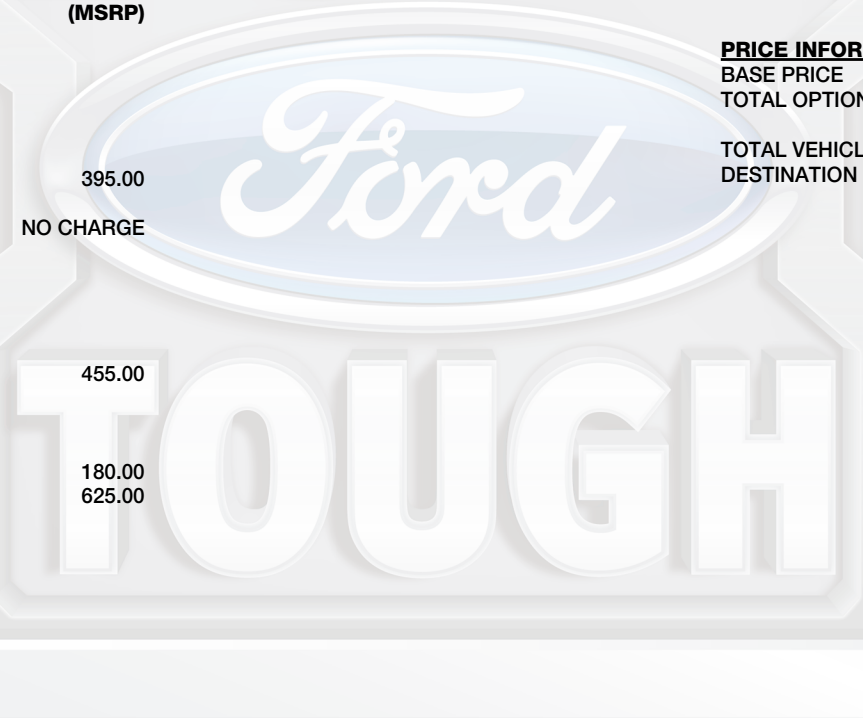 (MSRP)
395.00
NO CHARGE
455.00
180.00
625.00
PRICE INFOR
BASE PRICE
TOTAL OPTION
TOTAL VEHICL
DESTINATION
Ford
TOUGH